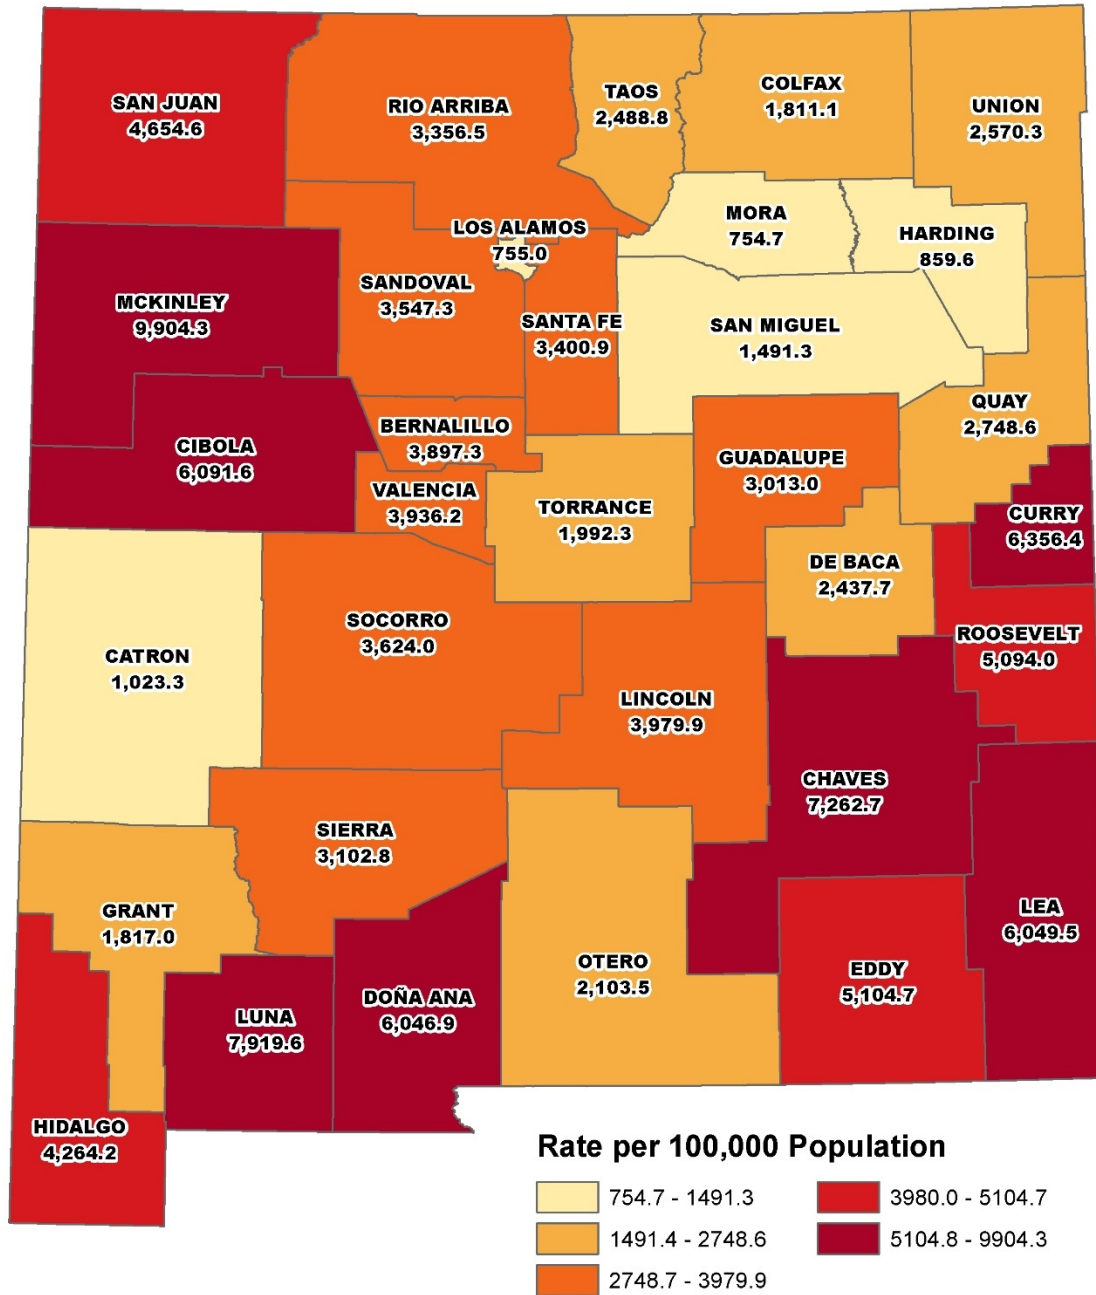 SAN JUAN
4,654.6
RIO ARRIBA
3,356.5
TAOS
2,488.8
COLFAX
1,811.1
UNION
2,570.3
MORA
754.7
HARDING
859.6
LOS ALAMOS
755.0
SANDOVAL
3,547.3
MCKINLEY
9,904.3
SANTA FE
3,400.9
SAN MIGUEL
1,491.3
QUAY
2,748.6
BERNALILLO
3,897.3
CIBOLA
6,091.6
GUADALUPE
3,013.0
VALENCIA
3,936.2
TORRANCE
1,992.3
CURRY
6,356.4
DE BACA
2,437.7
SOCORRO
3,624.0
ROOSEVELT
5,094.0
CATRON
1,023.3
LINCOLN
3,979.9
CHAVES
7,262.7
SIERRA
3,102.8
GRANT
1,817.0
LEA
6,049.5
OTERO
2,103.5
EDDY
5,104.7
DOÑA ANA
6,046.9
LUNA
7,919.6
HIDALGO
4,264.2
Rate per 100,000 Population
754.7 - 1491.3
1491.4 - 2748.6
2748.7 - 3979.9
3980.0 - 5104.7
5104.8 - 9904.3